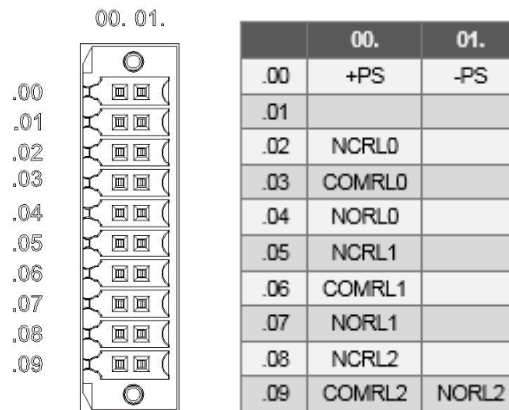 00. 01.
.00
.01
.02
.03
.04
.05
.06
.07
.08
.09
00. 01.
.00 +PS -PS
.01
.02 NCRL0
.03 COMRL0
.04 NORL0
.05 NCRL1
.06 COMRL1
.07 NORL1
.08 NCRL2
.09 COMRL2 NORL2